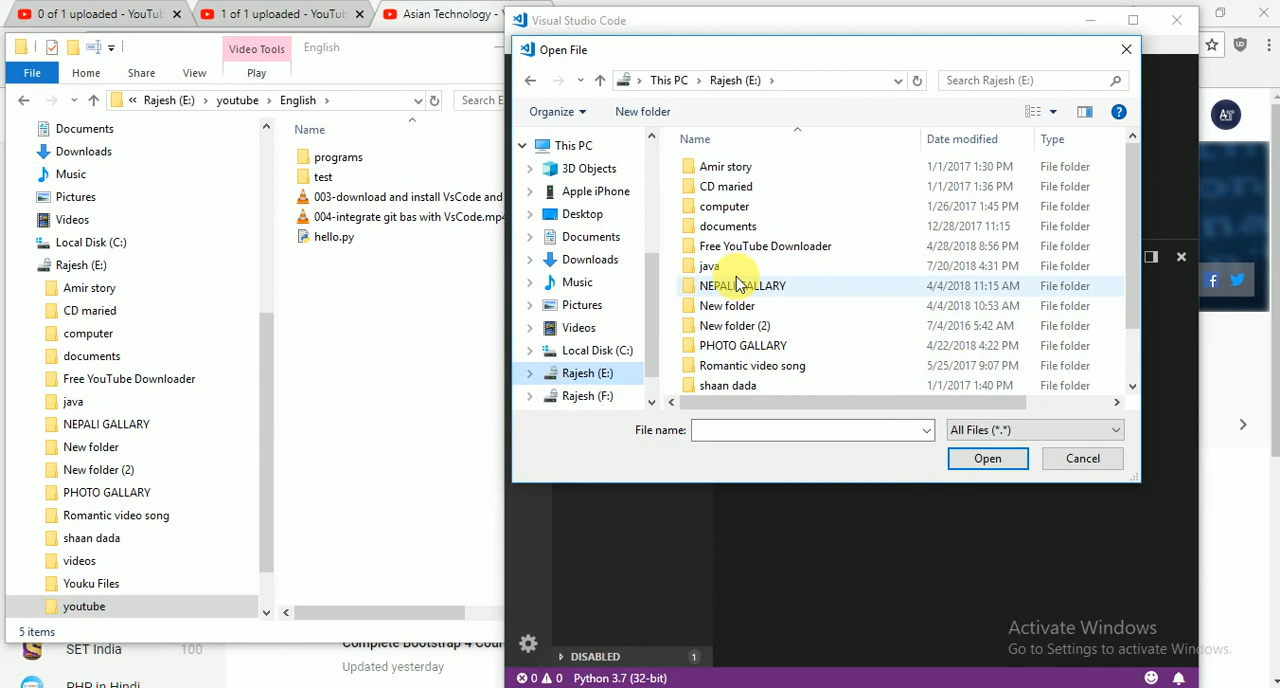 0 of 1 uploaded - YouTu
1 of 1 uploaded - YouTu
Asian Technology -
Visual Studio Code
Video Tools
English
File
Home
Share
View
Play
« Rajesh (E:) › youtube › English ›
Search E
Documents
Downloads
Music
Pictures
Videos
Local Disk (C:)
Rajesh (E:)
Amir story
CD maried
computer
documents
Free YouTube Downloader
java
NEPALI GALLARY
New folder
New folder (2)
PHOTO GALLARY
Romantic video song
shaan dada
videos
Youku Files
youtube
5 items
Name
programs
test
003-download and install VsCode and
004-integrate git bas with VsCode.mp
hello.py
Open File
This PC › Rajesh (E:) ›
Search Rajesh (E:)
Organize
New folder
This PC
3D Objects
Apple iPhone
Desktop
Documents
Downloads
Music
Pictures
Videos
Local Disk (C:)
Rajesh (E:)
Rajesh (F:)
Name Date modified Type
Amir story 1/1/2017 1:30 PM File folder
CD maried 1/1/2017 1:36 PM File folder
computer 1/26/2017 1:45 PM File folder
documents 12/28/2017 11:15 File folder
Free YouTube Downloader 4/28/2018 8:56 PM File folder
java 7/20/2018 4:31 PM File folder
NEPALI GALLARY 4/4/2018 11:15 AM File folder
New folder 4/4/2018 10:53 AM File folder
New folder (2) 7/4/2016 5:42 AM File folder
PHOTO GALLARY 4/22/2018 4:22 PM File folder
Romantic video song 5/25/2017 9:07 PM File folder
shaan dada 1/1/2017 1:40 PM File folder
File name:
All Files (*.*)
Open
Cancel
DISABLED 1
0 0 Python 3.7 (32-bit)
Activate Windows
Go to Settings to activate Windows.
SET India 100
Updated yesterday